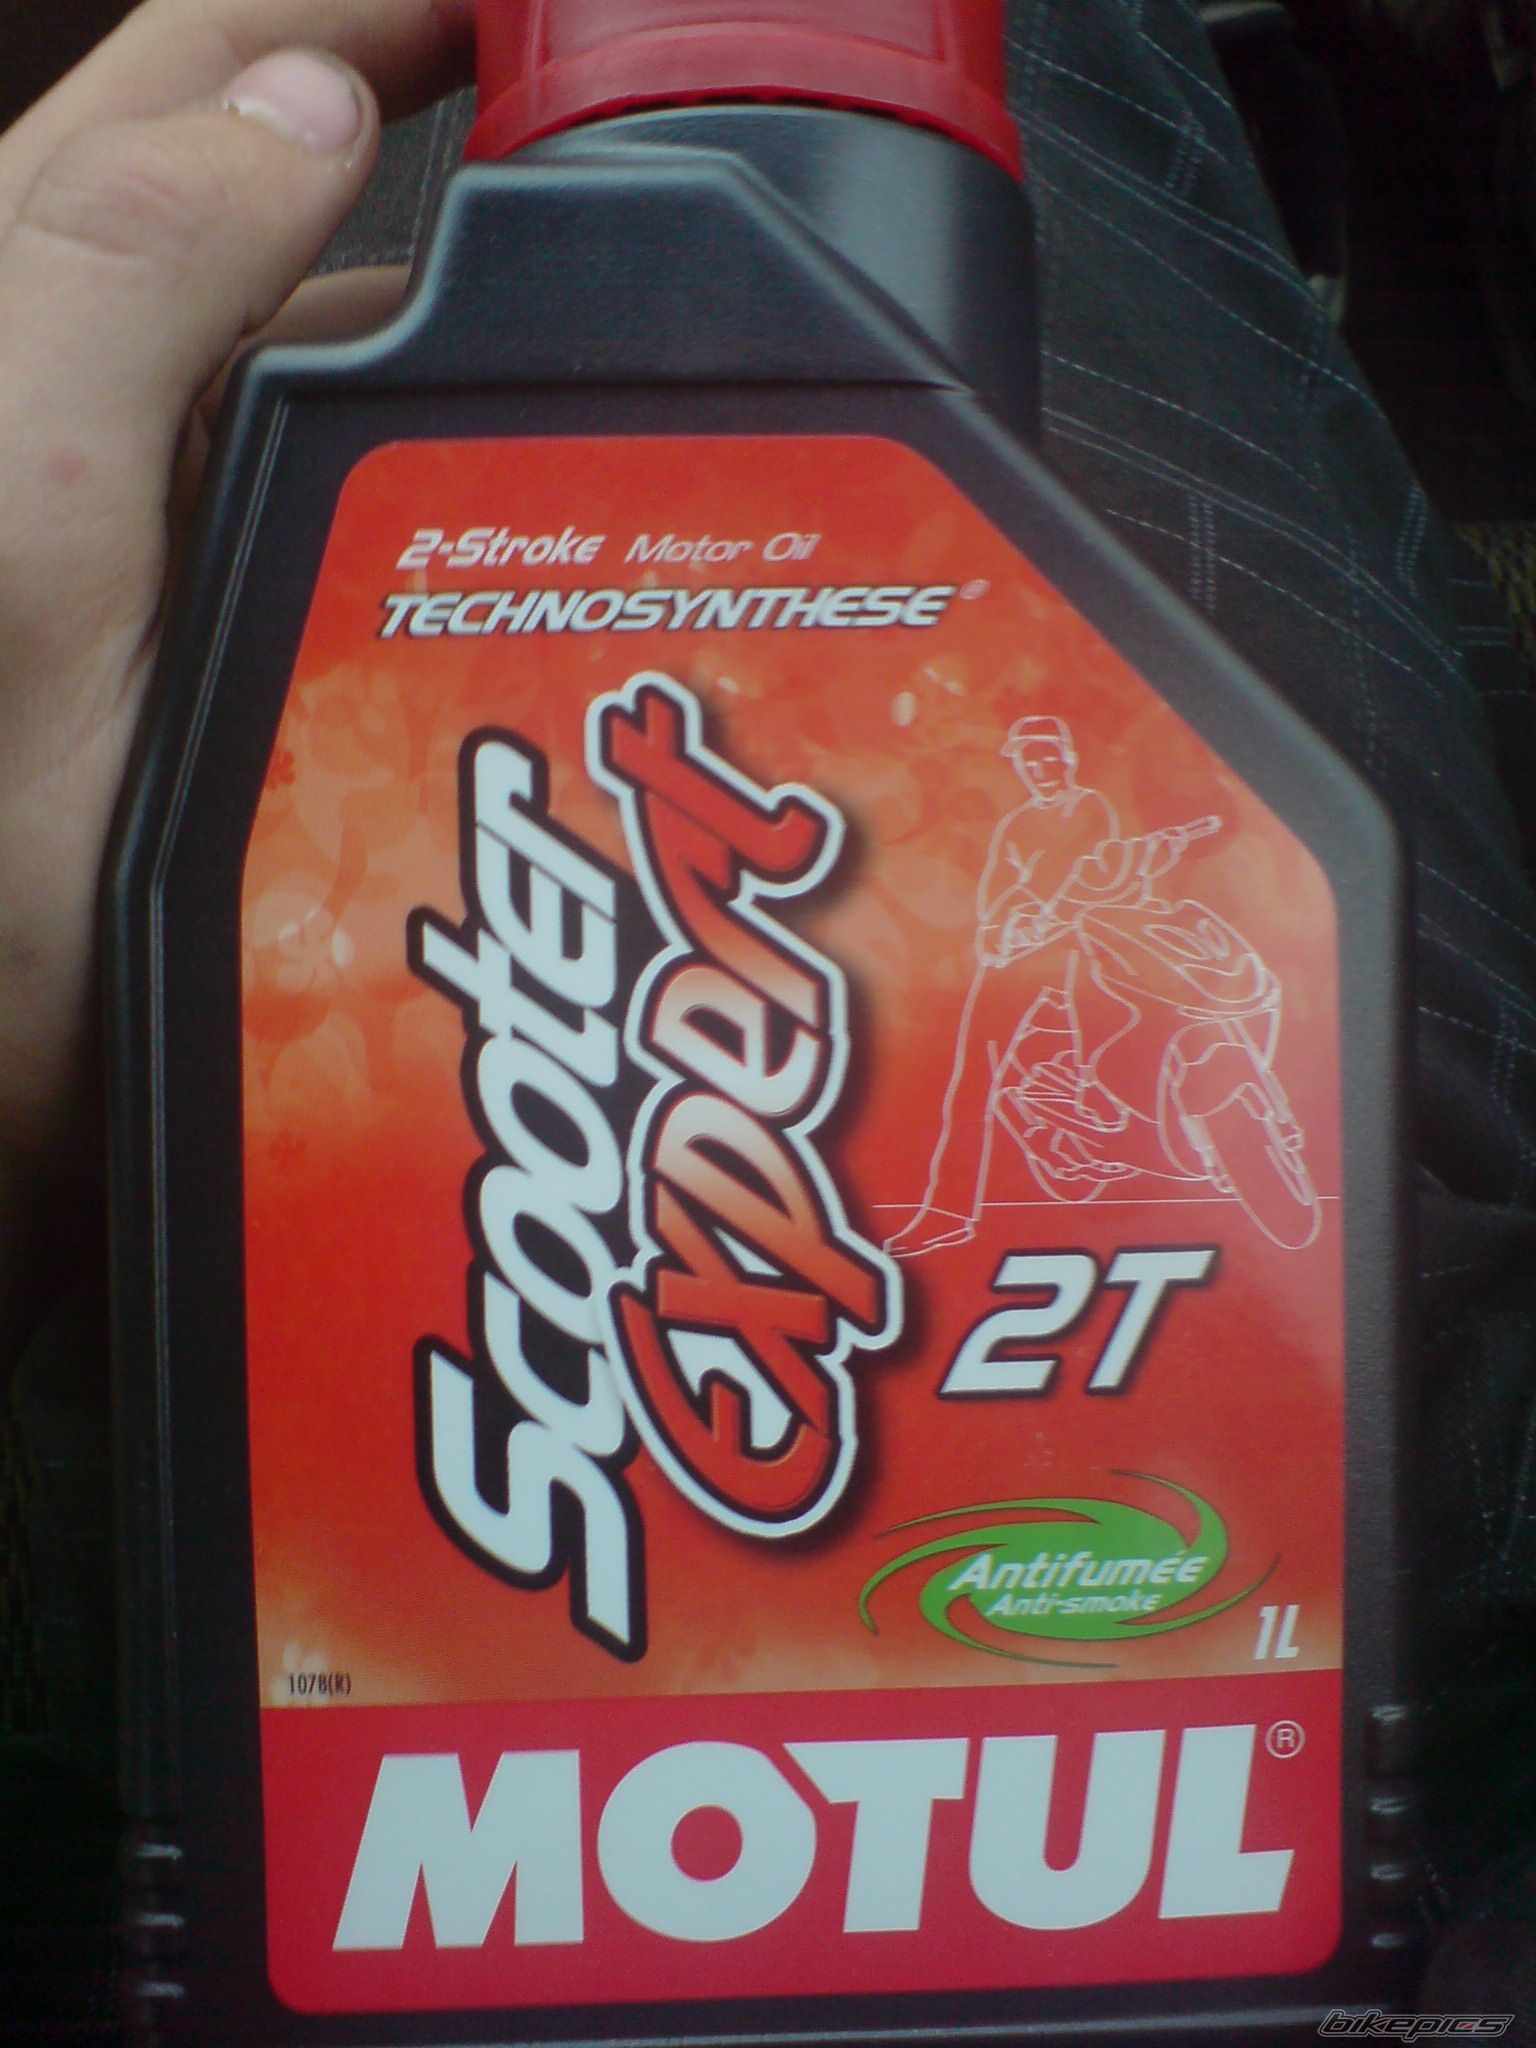 2-Stroke Motor Oil
TECHNOSYNTHESE®
Scooter
expert
2T
Antifumée
Anti-smoke
1L
1078(R)
MOTUL®
bikepics